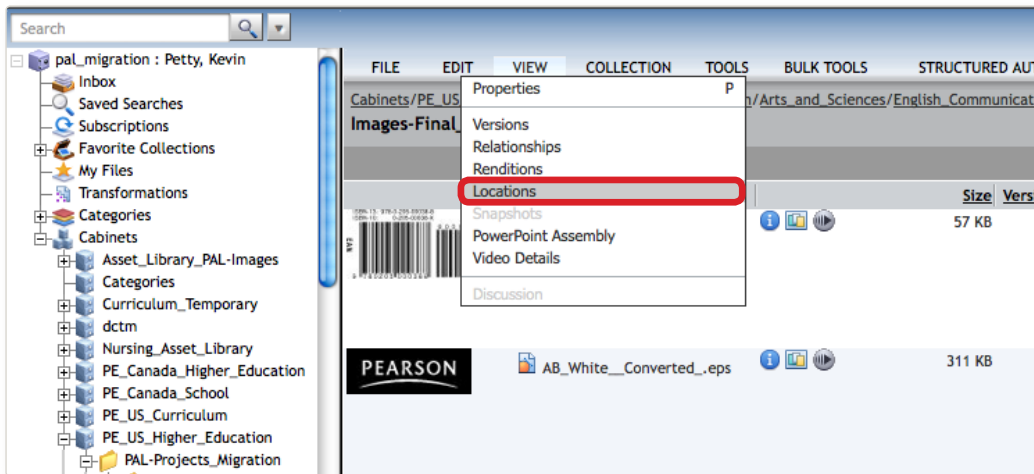 Search
pal_migration : Petty, Kevin
Inbox
Saved Searches
Subscriptions
Favorite Collections
My Files
Transformations
Categories
Cabinets
Asset_Library_PAL-Images
Categories
Curriculum_Temporary
dctm
Nursing_Asset_Library
PE_Canada_Higher_Education
PE_Canada_School
PE_US_Curriculum
PE_US_Higher_Education
PAL-Projects_Migration
FILE EDIT VIEW COLLECTION TOOLS BULK TOOLS STRUCTURED AUT
Cabinets/PE_US /Arts_and_Sciences/English_Communicat
Images-Final_
Properties P
Versions
Relationships
Renditions
Locations
Snapshots
PowerPoint Assembly
Video Details
Discussion
Size Vers
EAN
57 KB
PEARSON
AB_White__Converted_.eps
311 KB